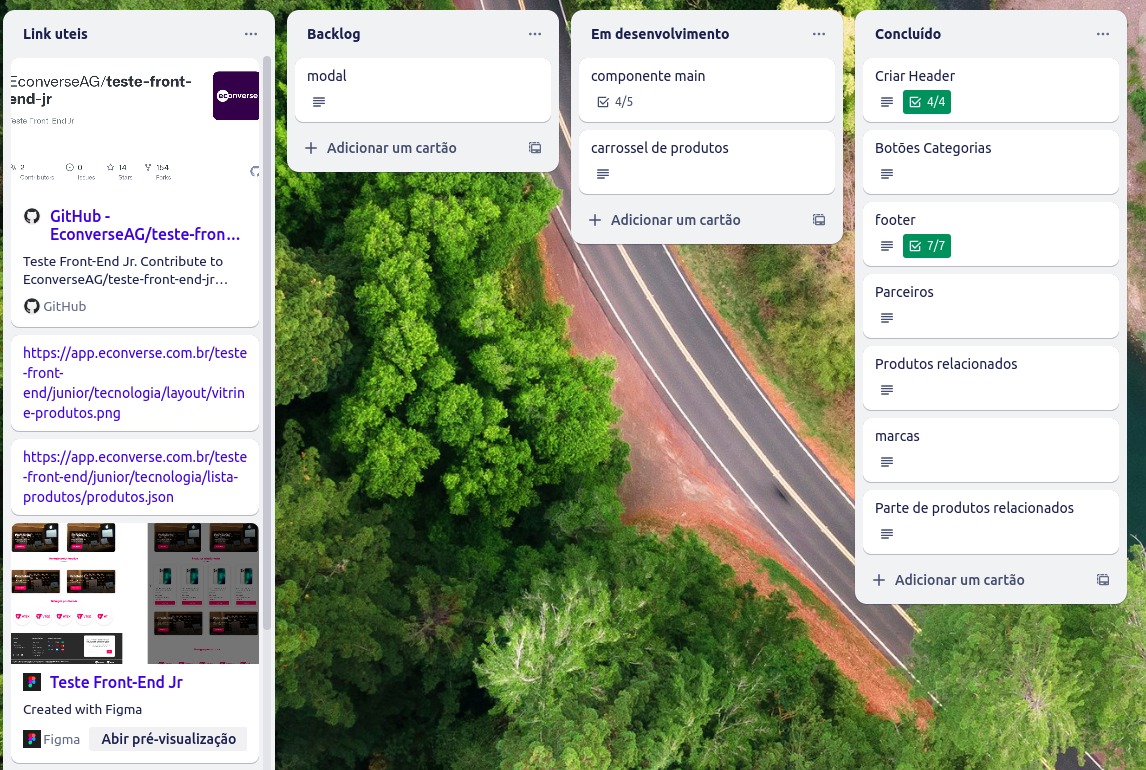 Link uteis
EconverseAG/teste-front-
end-jr
Teste Front-End Jr
econverse
2
Contributors
0
Issues
14
Stars
154
Forks
GitHub -
EconverseAG/teste-fron…
Teste Front-End Jr. Contribute to
EconverseAG/teste-front-end-jr…
GitHub
https://app.econverse.com.br/teste
-front-
end/junior/tecnologia/layout/vitrin
e-produtos.png
https://app.econverse.com.br/teste
-front-end/junior/tecnologia/lista-
produtos/produtos.json
Teste Front-End Jr
Created with Figma
Figma
Abir pré-visualização
Backlog
modal
Adicionar um cartão
Em desenvolvimento
componente main
4/5
carrossel de produtos
Adicionar um cartão
Concluído
Criar Header
4/4
Botões Categorias
footer
7/7
Parceiros
Produtos relacionados
marcas
Parte de produtos relacionados
Adicionar um cartão